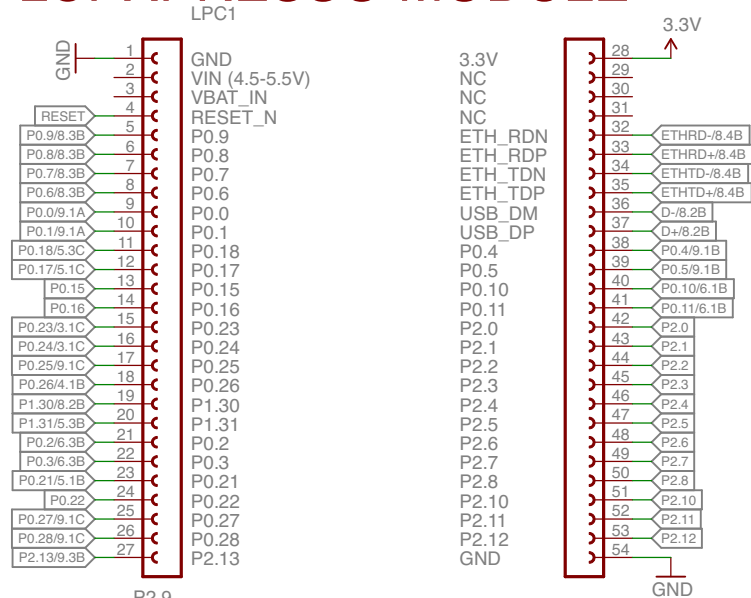 LPC1
GND 1 GND
2 VIN (4.5-5.5V)
3 VBAT_IN
RESET 4 RESET_N
P0.9/8.3B 5 P0.9
P0.8/8.3B 6 P0.8
P0.7/8.3B 7 P0.7
P0.6/8.3B 8 P0.6
P0.0/9.1A 9 P0.0
P0.1/9.1A 10 P0.1
P0.18/5.3C 11 P0.18
P0.17/5.1C 12 P0.17
P0.15 13 P0.15
P0.16 14 P0.16
P0.23/3.1C 15 P0.23
P0.24/3.1C 16 P0.24
P0.25/9.1C 17 P0.25
P0.26/4.1B 18 P0.26
P1.30/8.2B 19 P1.30
P1.31/5.3B 20 P1.31
P0.2/6.3B 21 P0.2
P0.3/6.3B 22 P0.3
P0.21/5.1B 23 P0.21
P0.22 24 P0.22
P0.27/9.1C 25 P0.27
P0.28/9.1C 26 P0.28
P2.13/9.3B 27 P2.13
3.3V
3.3V 28
NC 29
NC 30
NC 31
ETH_RDN 32 ETHRD-/8.4B
ETH_RDP 33 ETHRD+/8.4B
ETH_TDN 34 ETHTD-/8.4B
ETH_TDP 35 ETHTD+/8.4B
USB_DM 36 D-/8.2B
USB_DP 37 D+/8.2B
P0.4 38 P0.4/9.1B
P0.5 39 P0.5/9.1B
P0.10 40 P0.10/6.1B
P0.11 41 P0.11/6.1B
P2.0 42 P2.0
P2.1 43 P2.1
P2.2 44 P2.2
P2.3 45 P2.3
P2.4 46 P2.4
P2.5 47 P2.5
P2.6 48 P2.6
P2.7 49 P2.7
P2.8 50 P2.8
P2.10 51 P2.10
P2.11 52 P2.11
P2.12 53 P2.12
GND 54
GND